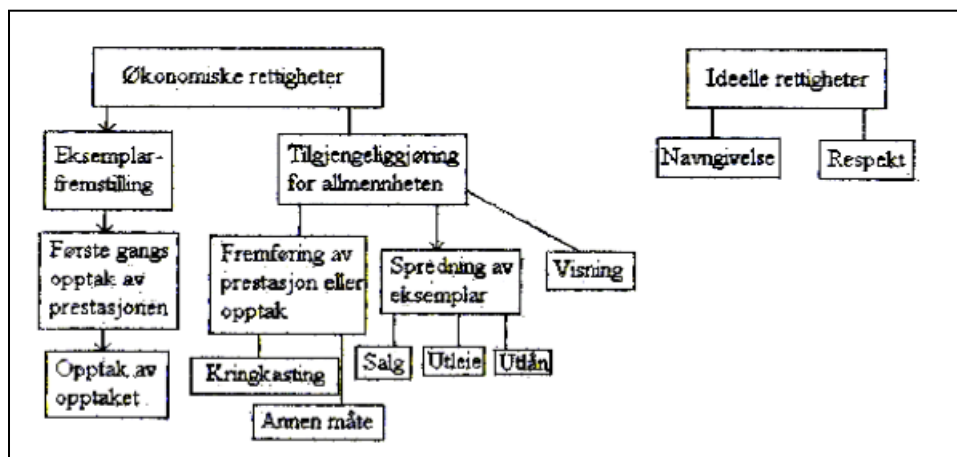 Økonomiske rettigheter
Ideelle rettigheter
Eksemplar-
fremstilling
Tilgjengeliggjøring
for allmennheten
Navngivelse
Respekt
Første gangs
opptak av
prestasjonen
Fremføring av
prestasjon eller
opptak
Spredning av
eksemplar
Visning
Salg
Utleie
Utlån
Opptak av
opptaket
Kringkasting
Annen måte